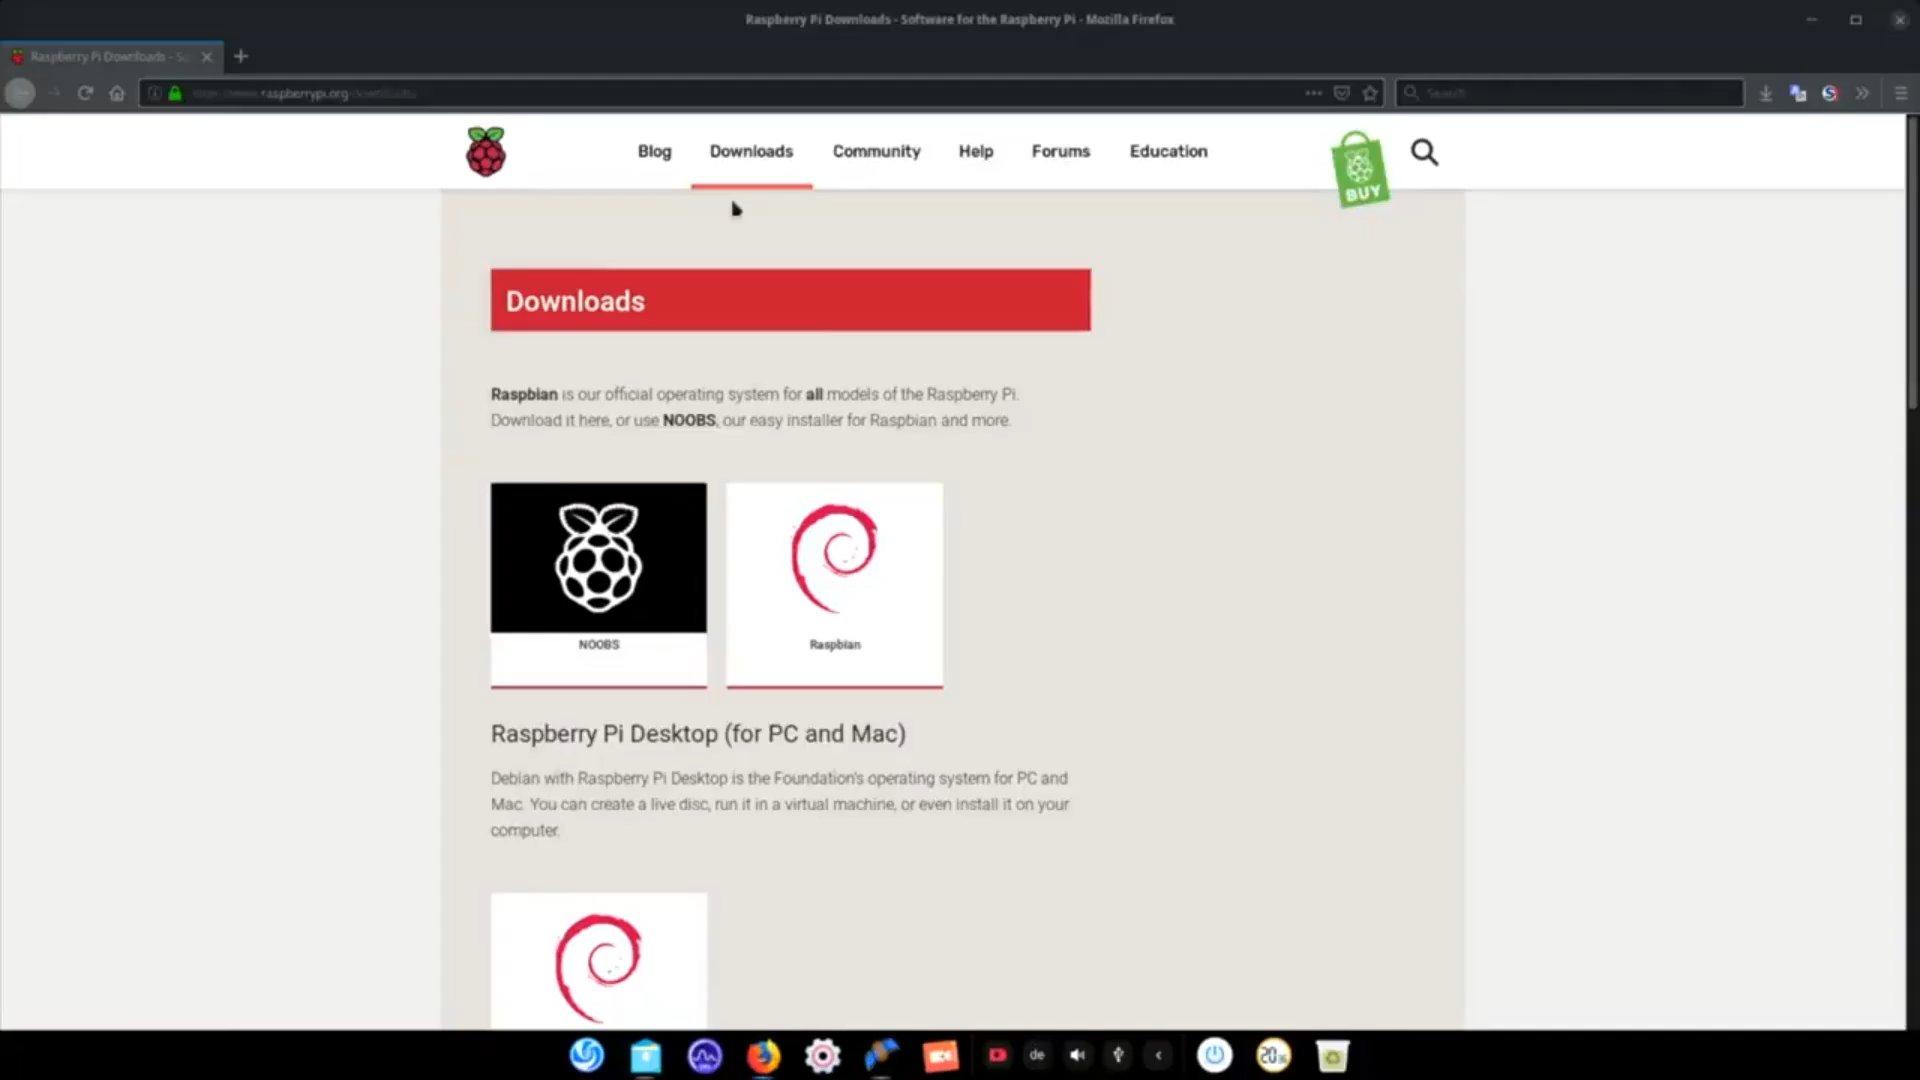 Raspberry Pi Downloads - Software for the Raspberry Pi - Mozilla Firefox
Raspberry Pi Downloads - S
raspberrypi.org
Search
Blog
Downloads
Community
Help
Forums
Education
BUY
Downloads
Raspbian is our official operating system for all models of the Raspberry Pi.
Download it here, or use NOOBS, our easy installer for Raspbian and more.
NOOBS
Raspbian
Raspberry Pi Desktop (for PC and Mac)
Debian with Raspberry Pi Desktop is the Foundation's operating system for PC and
Mac. You can create a live disc, run it in a virtual machine, or even install it on your
computer.
de